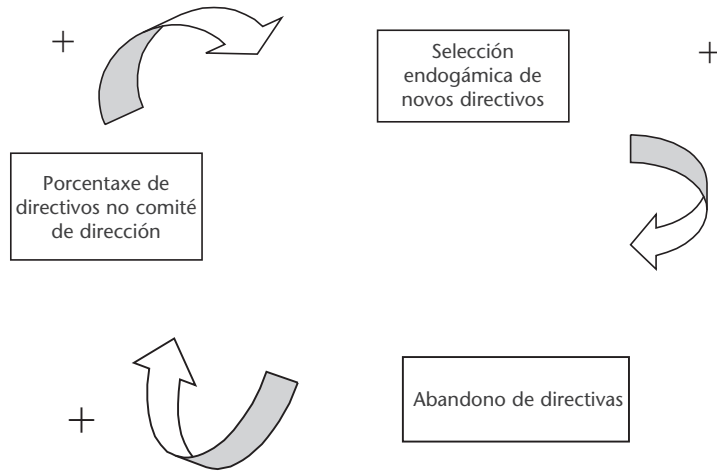 +
Selección
endogámica de
novos directivos
+
Porcentaxe de
directivos no comité
de dirección
+
Abandono de directivas